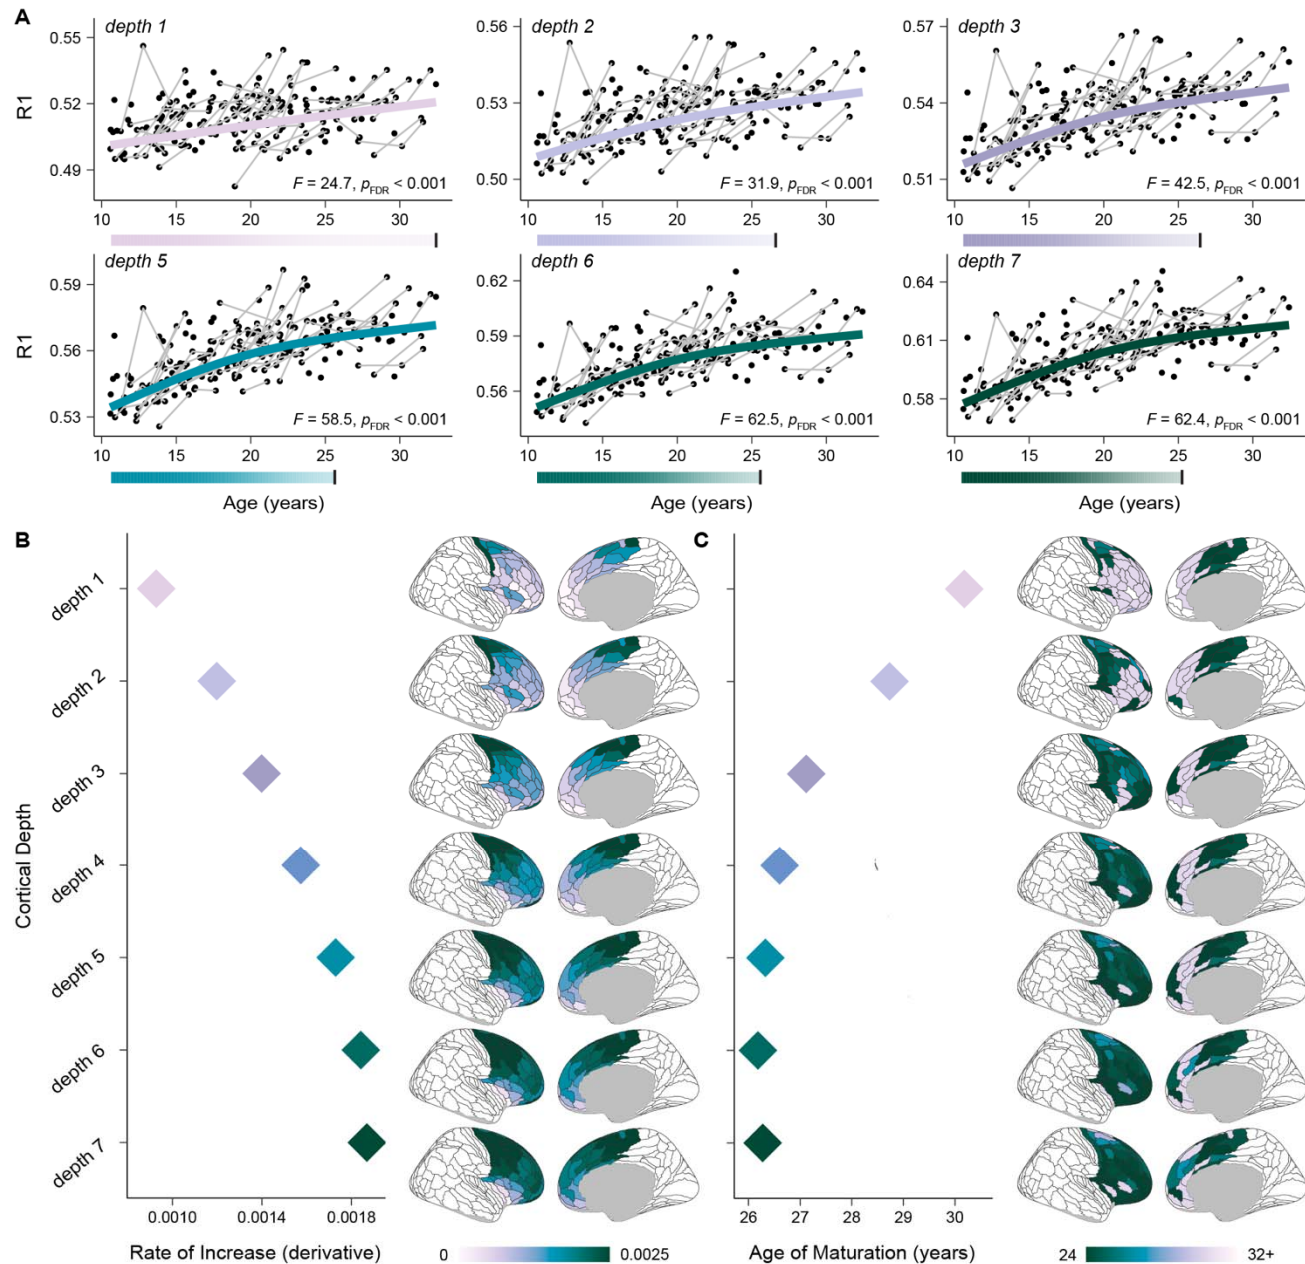 A
depth 1
depth 2
depth 3
R1
0.55
0.52
0.49
0.56
0.53
0.50
0.57
0.54
0.51
F = 24.7, pFDR < 0.001
F = 31.9, pFDR < 0.001
F = 42.5, pFDR < 0.001
10 15 20 25 30
10 15 20 25 30
10 15 20 25 30
depth 5
depth 6
depth 7
R1
0.59
0.56
0.53
0.62
0.59
0.56
0.64
0.61
0.58
F = 58.5, pFDR < 0.001
F = 62.5, pFDR < 0.001
F = 62.4, pFDR < 0.001
10 15 20 25 30
10 15 20 25 30
10 15 20 25 30
Age (years)
Age (years)
Age (years)
B
Cortical Depth
depth 1
depth 2
depth 3
depth 4
depth 5
depth 6
depth 7
0.0010 0.0014 0.0018
Rate of Increase (derivative)
0 0.0025
C
26 27 28 29 30
Age of Maturation (years)
24 32+